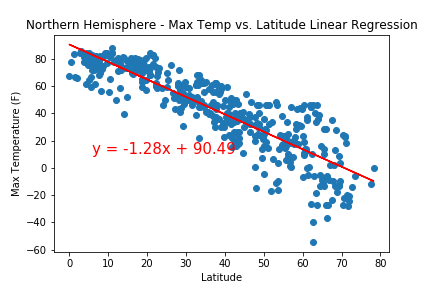 Northern Hemisphere - Max Temp vs. Latitude Linear Regression
Max Temperature (F)
80
60
40
20
0
−20
−40
−60
y = -1.28x + 90.49
0 10 20 30 40 50 60 70 80
Latitude